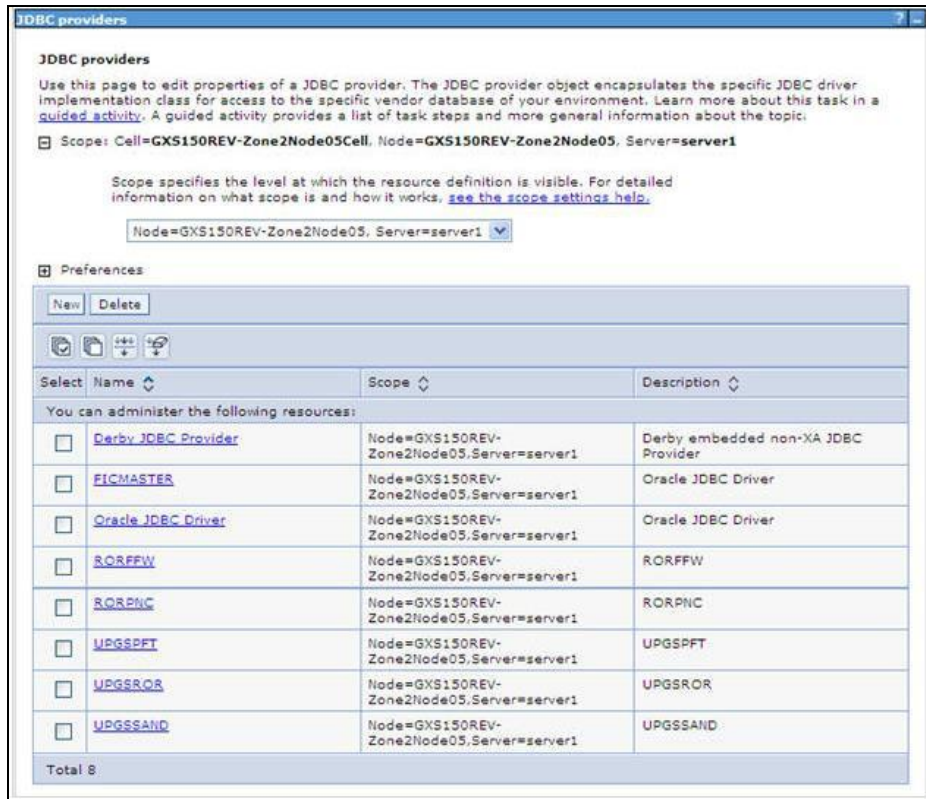 JDBC providers
?
JDBC providers
Use this page to edit properties of a JDBC provider. The JDBC provider object encapsulates the specific JDBC driver
implementation class for access to the specific vendor database of your environment. Learn more about this task in a
guided activity. A guided activity provides a list of task steps and more general information about the topic.
Scope: Cell=GXS150REV-Zone2Node05Cell, Node=GXS150REV-Zone2Node05, Server=server1
Scope specifies the level at which the resource definition is visible. For detailed
information on what scope is and how it works, see the scope settings help.
Node=GXS150REV-Zone2Node05, Server=server1
Preferences
New Delete
Select Name Scope Description
You can administer the following resources:
Derby JDBC Provider Node=GXS150REV- Derby embedded non-XA JDBC
Zone2Node05,Server=server1 Provider
FICMASTER Node=GXS150REV- Oracle JDBC Driver
Zone2Node05,Server=server1
Oracle JDBC Driver Node=GXS150REV- Oracle JDBC Driver
Zone2Node05,Server=server1
RORFFW Node=GXS150REV- RORFFW
Zone2Node05,Server=server1
RORPNC Node=GXS150REV- RORPNC
Zone2Node05,Server=server1
UPGSPFT Node=GXS150REV- UPGSPFT
Zone2Node05,Server=server1
UPGSROR Node=GXS150REV- UPGSROR
Zone2Node05,Server=server1
UPGSSAND Node=GXS150REV- UPGSSAND
Zone2Node05,Server=server1
Total 8